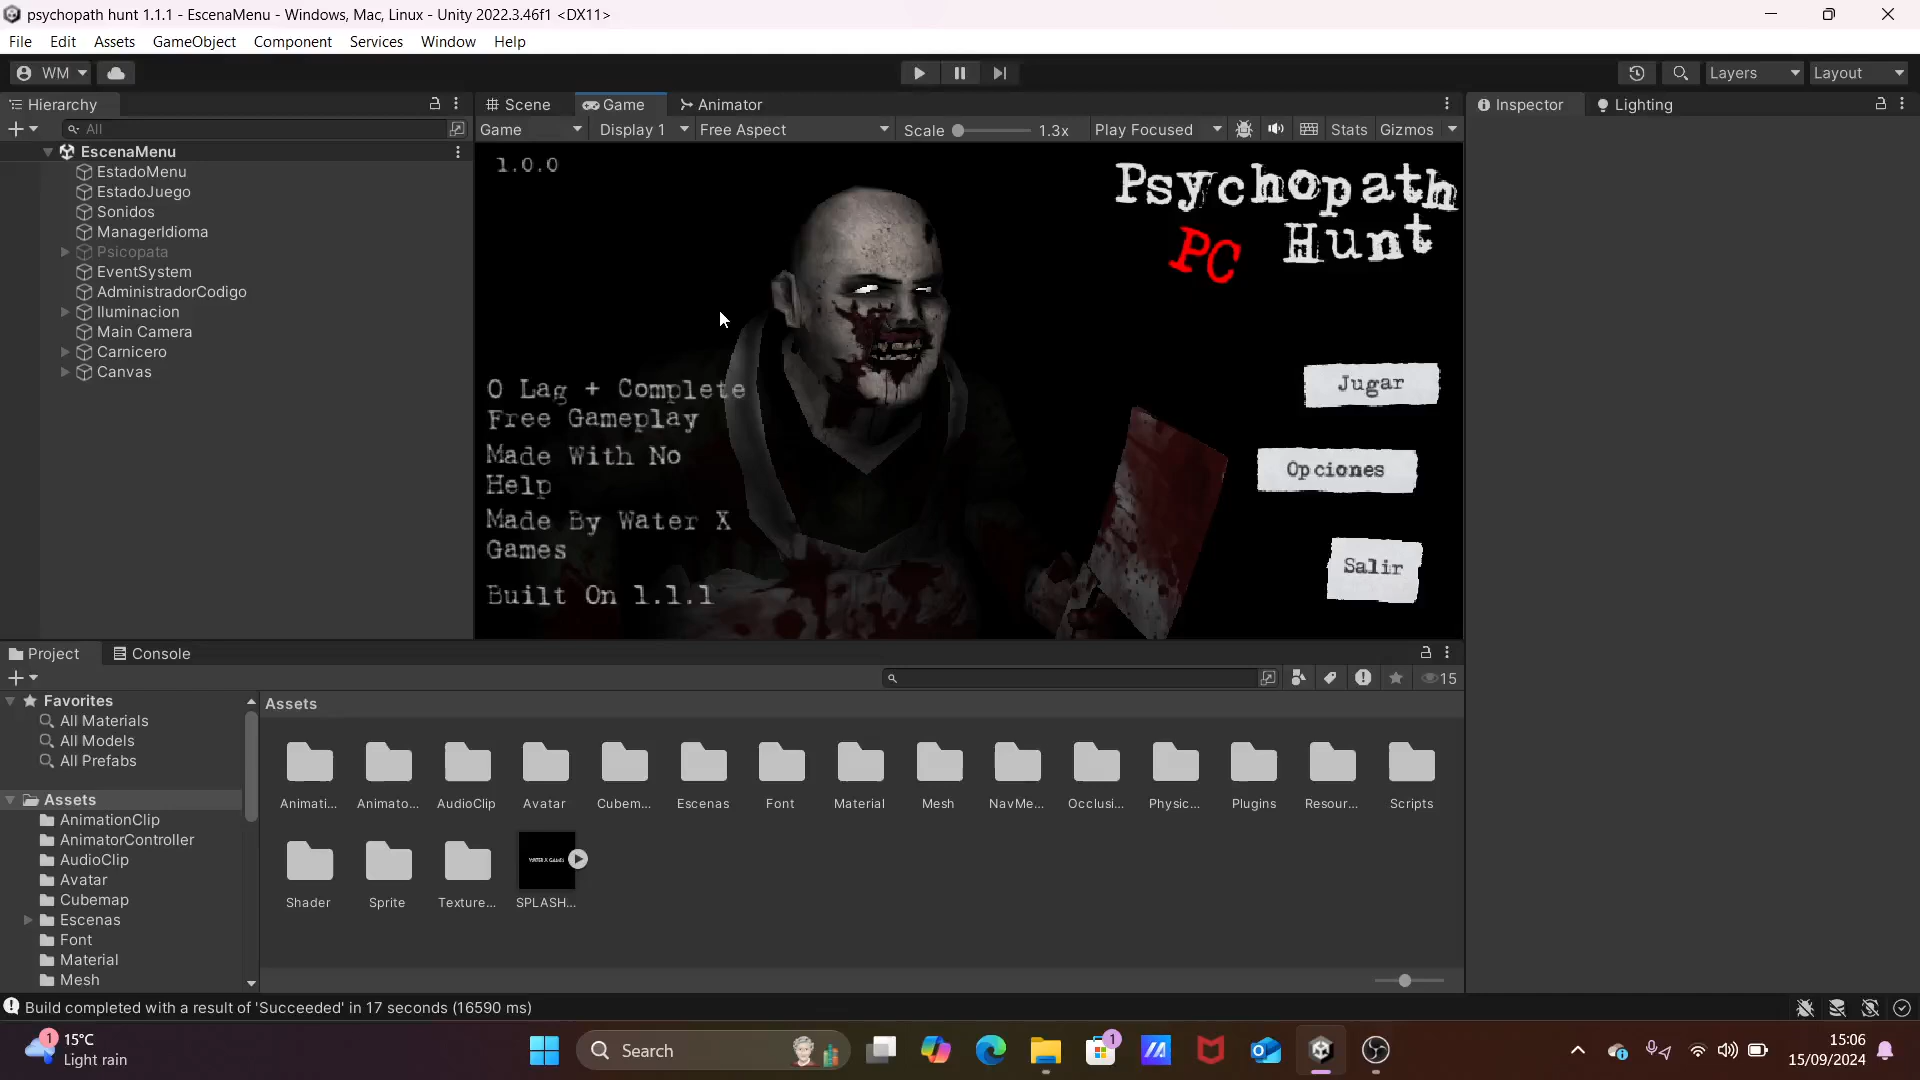 psychopath hunt 1.1.1 - EscenaMenu - Windows, Mac, Linux - Unity 2022.3.46f1 <DX11>
File Edit Assets GameObject Component Services Window Help
WM
Layers Layout
Hierarchy
All
EscenaMenu
EstadoMenu
EstadoJuego
Sonidos
ManagerIdioma
Psicopata
EventSystem
AdministradorCodigo
Iluminacion
Main Camera
Carnicero
Canvas
Scene Game Animator
Game Display 1 Free Aspect Scale 1.3x Play Focused Stats Gizmos
1.0.0
Psychopath
Hunt
PC
0 Lag + Complete
Free Gameplay
Made With No
Help
Made By Water X
Games
Built On 1.1.1
Jugar
Opciones
Salir
Inspector Lighting
Project Console
15
Favorites
All Materials
All Models
All Prefabs
Assets
AnimationClip
AnimatorController
AudioClip
Avatar
Cubemap
Escenas
Font
Material
Mesh
Assets
Animati... Animato... AudioClip Avatar Cubem... Escenas Font Material Mesh NavMe... Occlusi... Physic... Plugins Resour... Scripts
WATER X GAMES
Shader Sprite Texture... SPLASH...
Build completed with a result of 'Succeeded' in 17 seconds (16590 ms)
1
15°C
Light rain
Search
1
15:06
15/09/2024